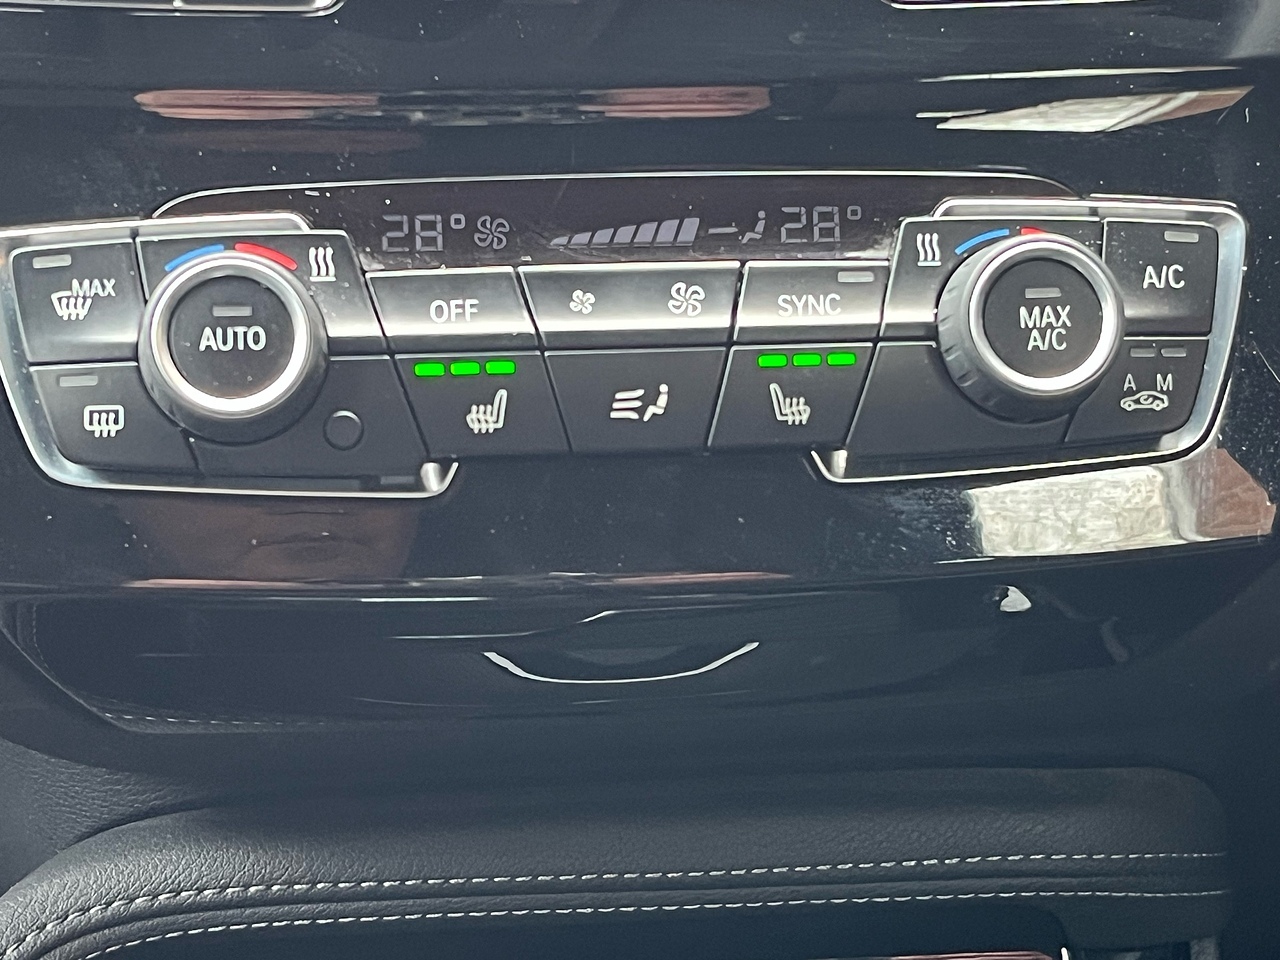 28° 28°
MAX
AUTO
OFF
SYNC
MAX
A/C
A/C
A M